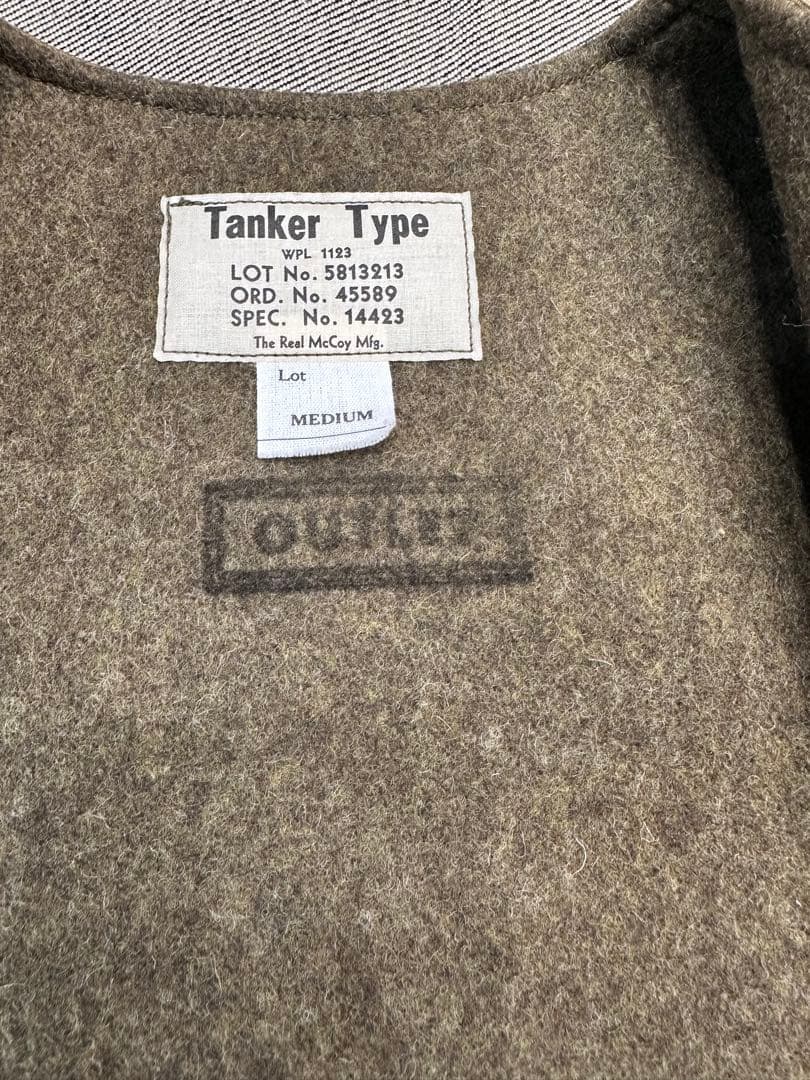 Tanker Type
WPL 1123
LOT No. 5813213
ORD. No. 45589
SPEC. No. 14423
The Real McCoy Mfg.
Lot
MEDIUM
OUTLET